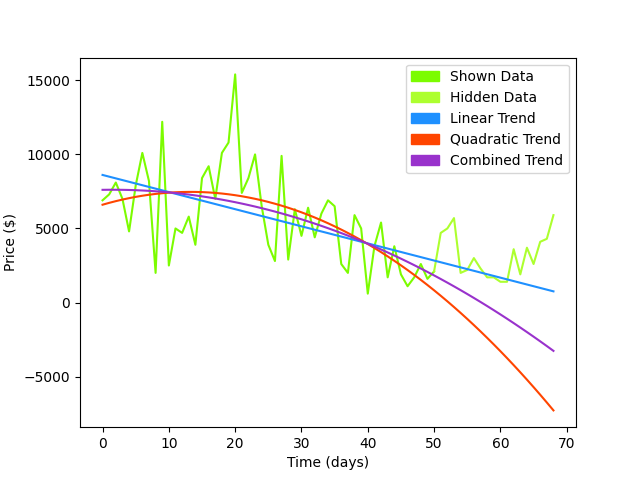 Shown Data
Hidden Data
Linear Trend
Quadratic Trend
Combined Trend
15000
10000
5000
0
−5000
Price ($)
0 10 20 30 40 50 60 70
Time (days)